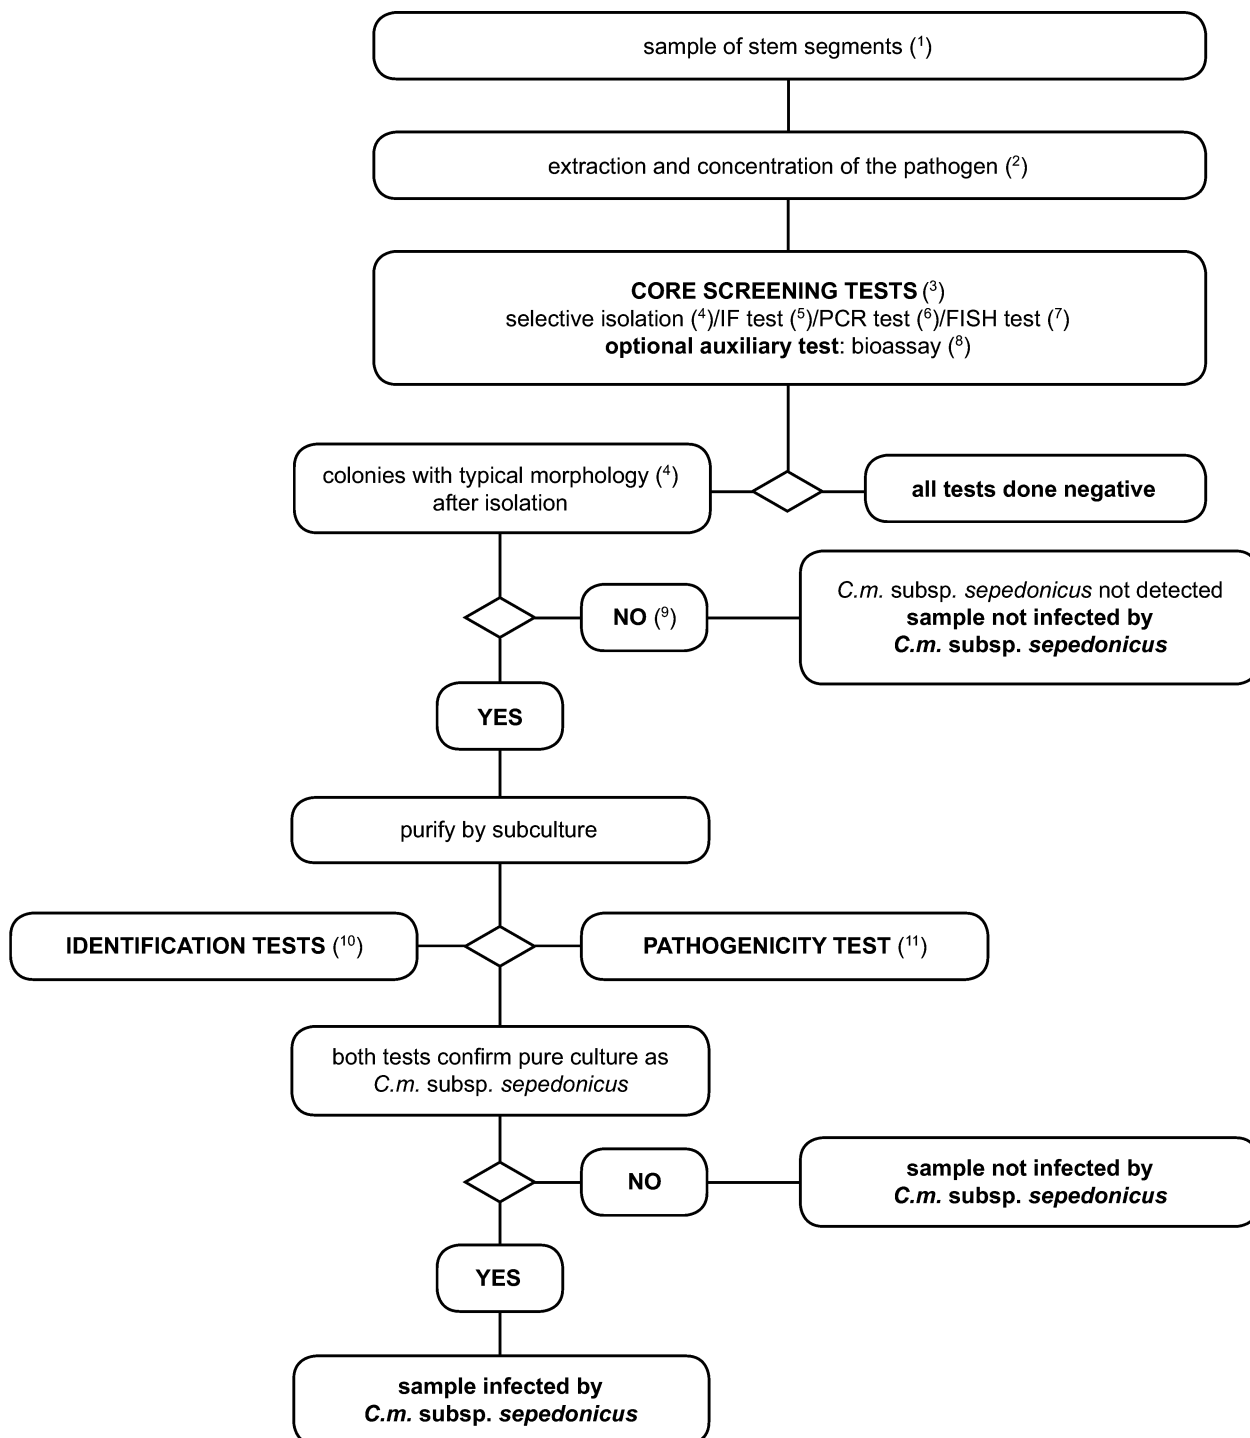 sample of stem segments (¹)
extraction and concentration of the pathogen (²)
CORE SCREENING TESTS (³)
selective isolation (⁴)/IF test (⁵)/PCR test (⁶)/FISH test (⁷)
optional auxiliary test: bioassay (⁸)
colonies with typical morphology (⁴)
after isolation
all tests done negative
NO (⁹)
C.m. subsp. sepedonicus not detected
sample not infected by
C.m. subsp. sepedonicus
YES
purify by subculture
IDENTIFICATION TESTS (¹⁰)
PATHOGENICITY TEST (¹¹)
both tests confirm pure culture as
C.m. subsp. sepedonicus
NO
sample not infected by
C.m. subsp. sepedonicus
YES
sample infected by
C.m. subsp. sepedonicus